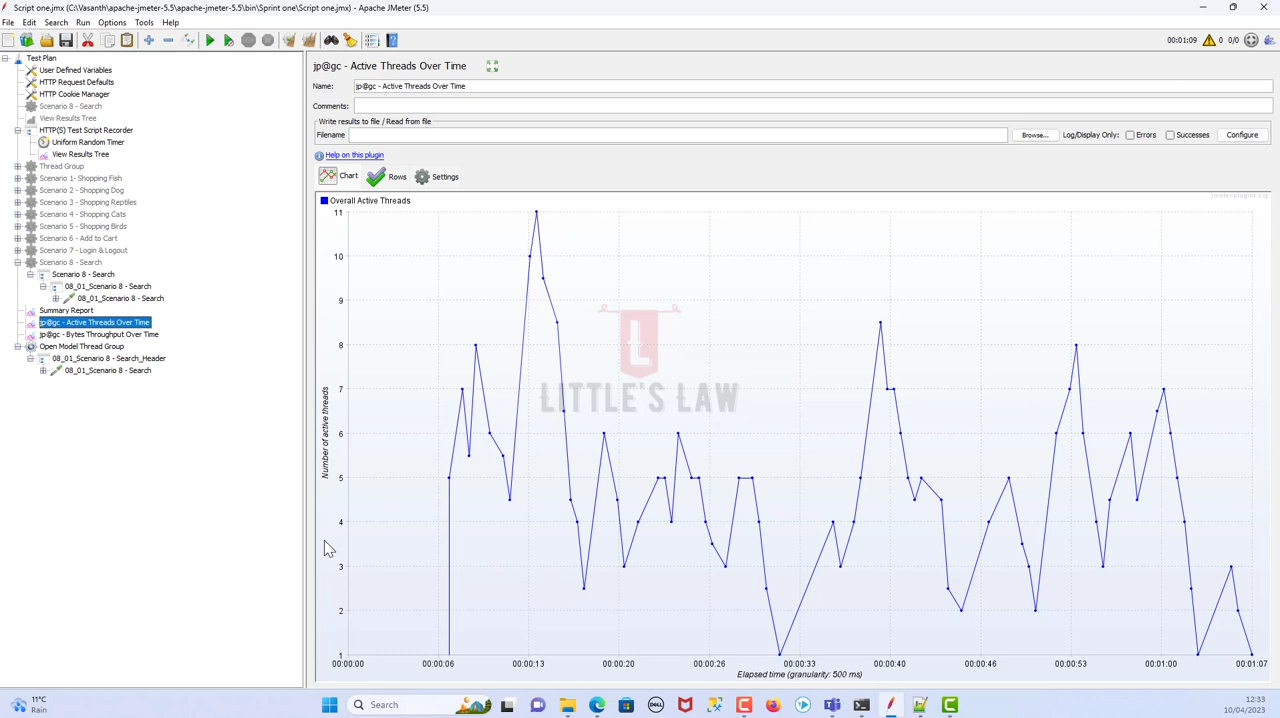 Script one.jmx (C:\Vasanth\apache-jmeter-5.5\apache-jmeter-5.5\bin\Sprint one\Script one.jmx) - Apache JMeter (5.5)
File Edit Search Run Options Tools Help
00:01:09 0 0/0
Test Plan
User Defined Variables
HTTP Request Defaults
HTTP Cookie Manager
Scenario 8 - Search
View Results Tree
HTTP(S) Test Script Recorder
Uniform Random Timer
View Results Tree
Thread Group
Scenario 1- Shopping Fish
Scenario 2 - Shopping Dog
Scenario 3 - Shopping Reptiles
Scenario 4 - Shopping Cats
Scenario 5 - Shopping Birds
Scenario 6 - Add to Cart
Scenario 7 - Login & Logout
Scenario 8 - Search
Scenario 8 - Search
08_01_Scenario 8 - Search
08_01_Scenario 8 - Search
Summary Report
jp@gc - Active Threads Over Time
jp@gc - Bytes Throughput Over Time
Open Model Thread Group
08_01_Scenario 8 - Search_Header
08_01_Scenario 8 - Search
jp@gc - Active Threads Over Time
Name: jp@gc - Active Threads Over Time
Comments:
Write results to file / Read from file
Filename Browse... Log/Display Only: Errors Successes Configure
Help on this plugin
Chart Rows Settings
Overall Active Threads
jmeter-plugins.org
11
10
9
8
7
6
5
4
3
2
1
Number of active threads
L
LITTLE'S LAW
00:00:00 00:00:06 00:00:13 00:00:20 00:00:26 00:00:33 00:00:40 00:00:46 00:00:53 00:01:00 00:01:07
Elapsed time (granularity: 500 ms)
11°C
Rain
Search
DELL
12:33
10/04/2023